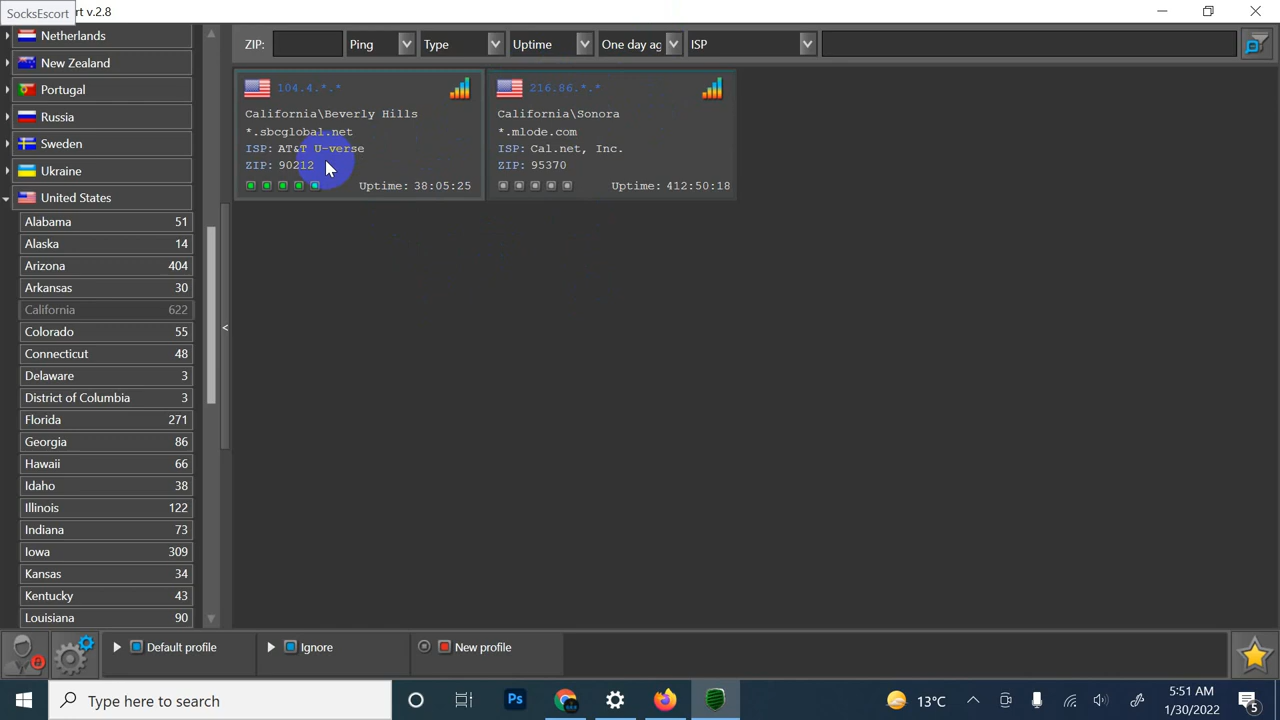 SocksEscort
rt v.2.8
Netherlands
New Zealand
Portugal
Russia
Sweden
Ukraine
United States
Alabama 51
Alaska 14
Arizona 404
Arkansas 30
California 622
Colorado 55
Connecticut 48
Delaware 3
District of Columbia 3
Florida 271
Georgia 86
Hawaii 66
Idaho 38
Illinois 122
Indiana 73
Iowa 309
Kansas 34
Kentucky 43
Louisiana 90
ZIP: Ping Type Uptime One day ag ISP
104.4.*.*
California\Beverly Hills
*.sbcglobal.net
ISP: AT&T U-verse
ZIP: 90212
Uptime: 38:05:25
216.86.*.*
California\Sonora
*.mlode.com
ISP: Cal.net, Inc.
ZIP: 95370
Uptime: 412:50:18
<
Default profile Ignore New profile
Type here to search
Ps
13°C
5:51 AM
1/30/2022
5